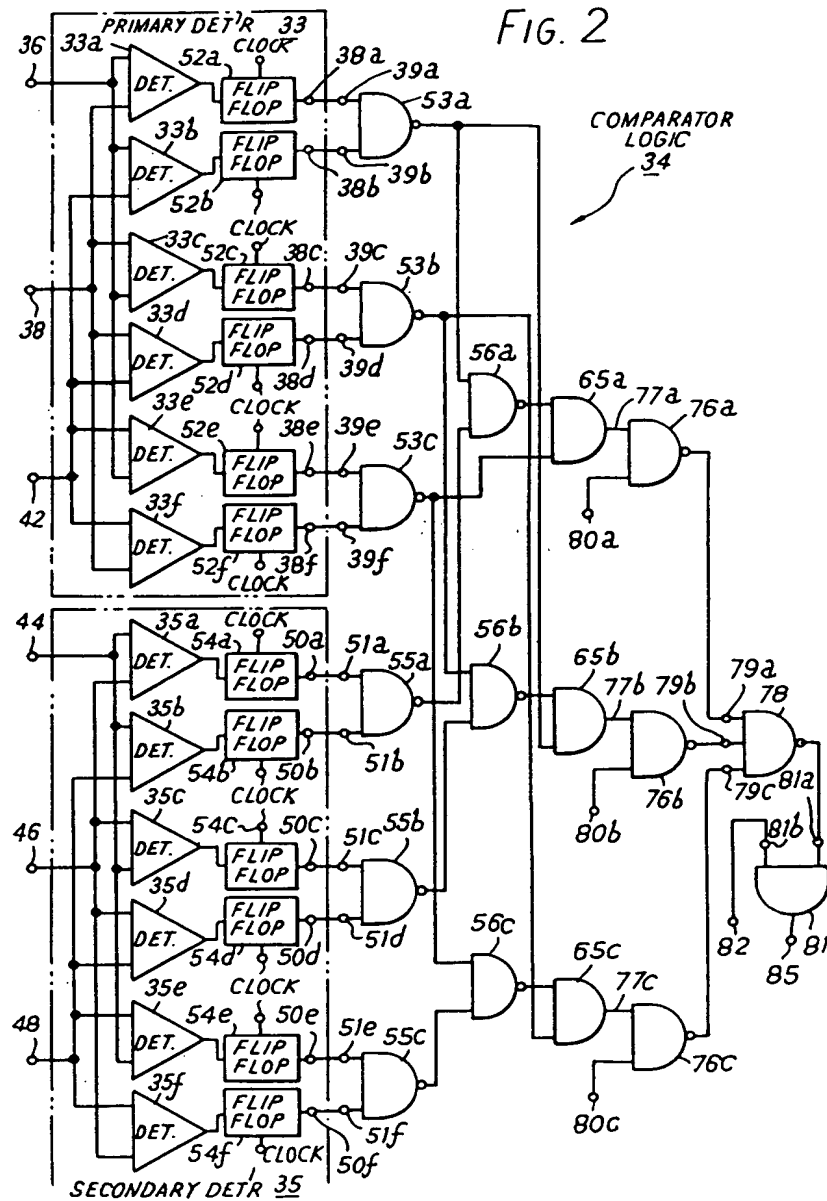 FIG. 2
PRIMARY DET'R 33
36
33a
52a
CLOCK
38a
39a
53a
DET.
FLIP FLOP
COMPARATOR
LOGIC
34
33b
DET.
FLIP FLOP
52b
38b
39b
33c
CLOCK
52c
38c
39c
53b
DET.
FLIP FLOP
38
33d
DET.
FLIP FLOP
52d
38d
39d
56a
65a
77a
76a
33e
CLOCK
52e
38e
39e
53c
DET.
FLIP FLOP
42
33f
DET.
FLIP FLOP
52f
38f
39f
80a
CLOCK
44
35a
CLOCK
54a
50a
51a
55a
56b
65b
77b
79b
79a
78
DET.
FLIP FLOP
35b
DET.
FLIP FLOP
54b
50b
51b
76b
79c
81a
CLOCK
35c
54c
50c
51c
55b
80b
81b
DET.
FLIP FLOP
46
35d
DET.
FLIP FLOP
54d
50d
51d
56c
65c
77c
82
85
81
CLOCK
35e
54e
50e
51e
55c
76c
DET.
FLIP FLOP
48
35f
DET.
FLIP FLOP
54f
51f
50f
80c
CLOCK
SECONDARY DET'R 35